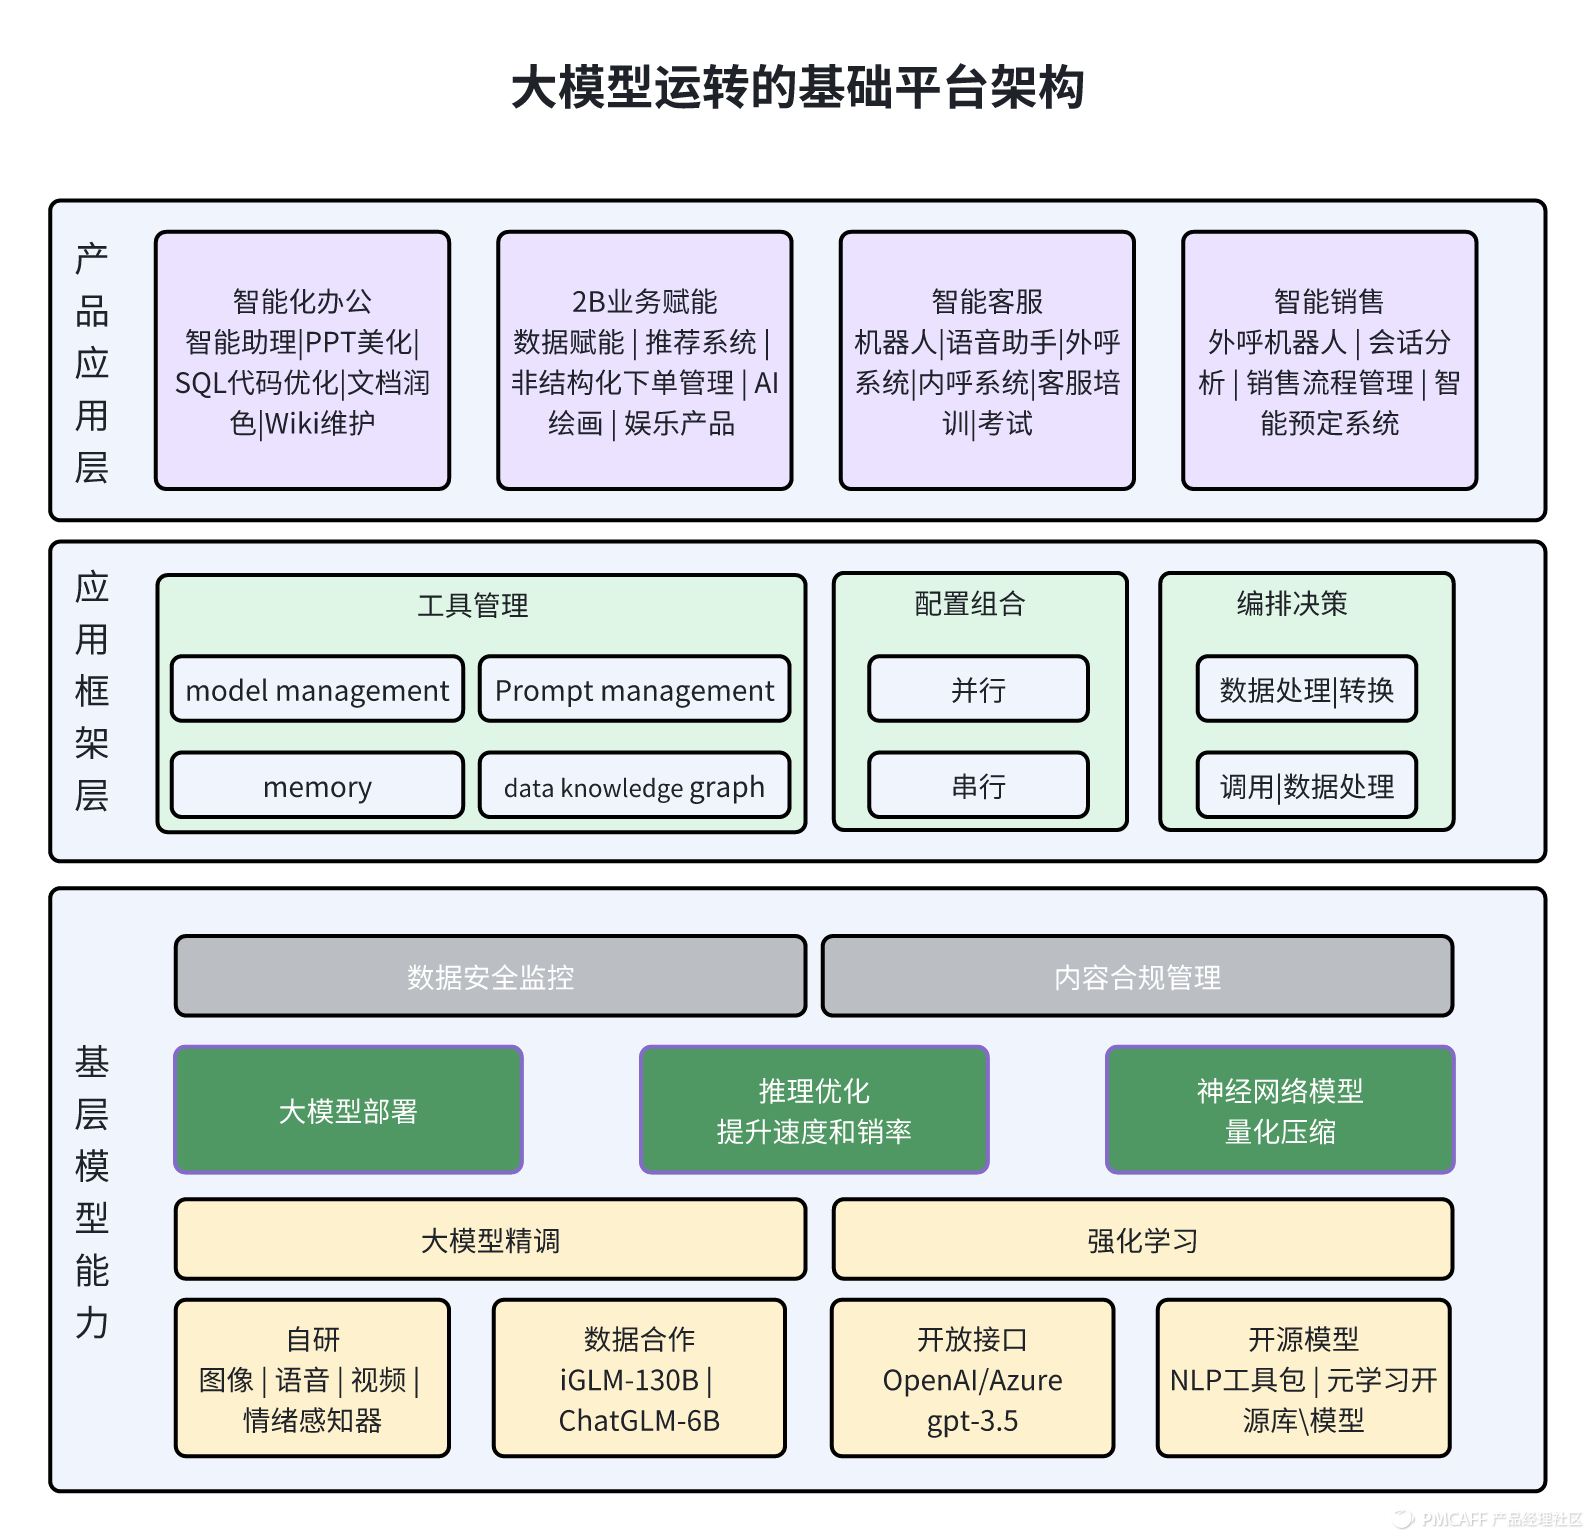 大模型运转的基础平台架构
产品应用层
智能化办公
智能助理|PPT美化|
SQL代码优化|文档润
色|Wiki维护
2B业务赋能
数据赋能 | 推荐系统 |
非结构化下单管理 | AI
绘画 | 娱乐产品
智能客服
机器人|语音助手|外呼
系统|内呼系统|客服培
训|考试
智能销售
外呼机器人 | 会话分
析 | 销售流程管理 | 智
能预定系统
应用框架层
工具管理
model management
Prompt management
memory
data knowledge graph
配置组合
并行
串行
编排决策
数据处理|转换
调用|数据处理
基层模型能力
数据安全监控
内容合规管理
大模型部署
推理优化
提升速度和销率
神经网络模型
量化压缩
大模型精调
强化学习
自研
图像 | 语音 | 视频 |
情绪感知器
数据合作
iGLM-130B |
ChatGLM-6B
开放接口
OpenAI/Azure
gpt-3.5
开源模型
NLP工具包 | 元学习开
源库\模型
PMCAFF 产品经理社区